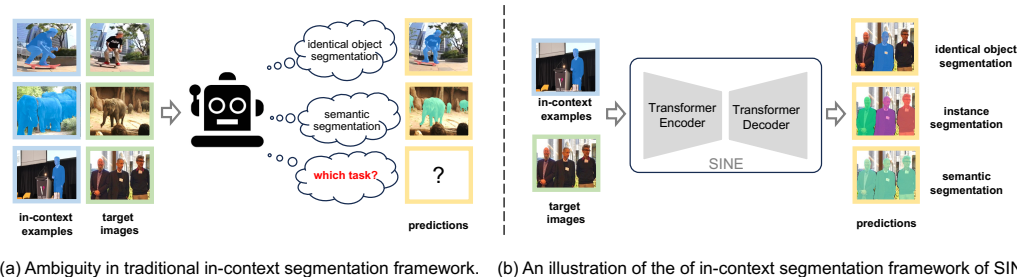 identical object
segmentation
semantic
segmentation
which task?
?
in-context
examples
target
images
predictions
(a) Ambiguity in traditional in-context segmentation framework.
in-context
examples
target
images
Transformer
Encoder
Transformer
Decoder
SINE
identical object
segmentation
instance
segmentation
semantic
segmentation
predictions
(b) An illustration of the of in-context segmentation framework of SIN